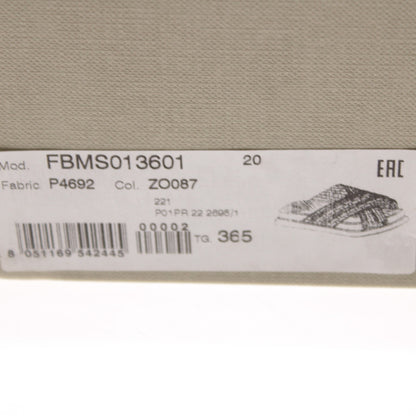 Mod. FBMS013601 20
EAC
Fabric P4692 Col. ZO087
221
P01PR 22 2695/1
00002
TG. 365
8 051169 542445